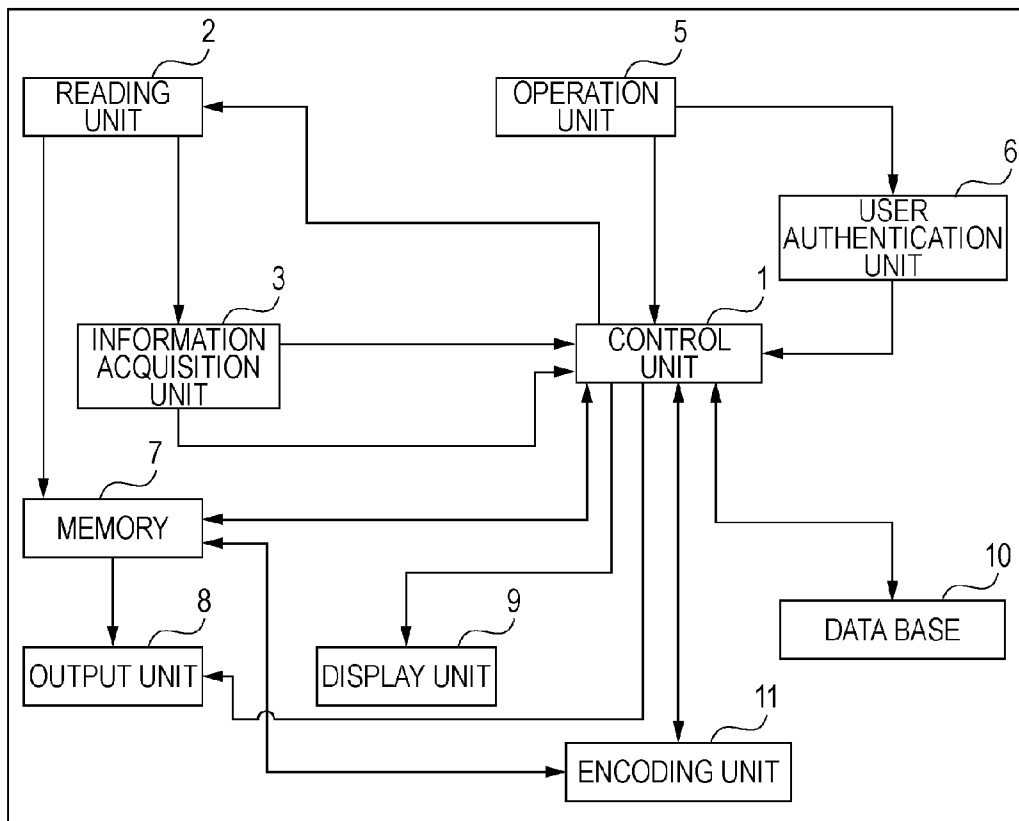 2
READING
UNIT
5
OPERATION
UNIT
6
USER
AUTHENTICATION
UNIT
3
INFORMATION
ACQUISITION
UNIT
1
CONTROL
UNIT
7
MEMORY
8
OUTPUT UNIT
9
DISPLAY UNIT
10
DATA BASE
11
ENCODING UNIT